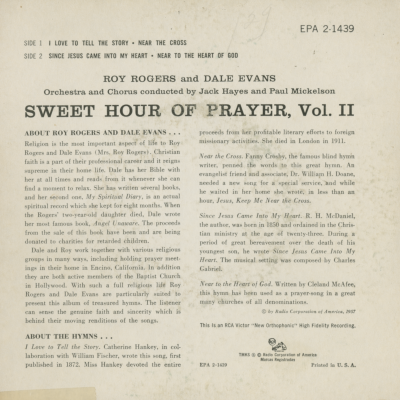 EPA 2-1439
SIDE 1 I LOVE TO TELL THE STORY • NEAR THE CROSS
SIDE 2 SINCE JESUS CAME INTO MY HEART • NEAR TO THE HEART OF GOD
ROY ROGERS and DALE EVANS
Orchestra and Chorus conducted by Jack Hayes and Paul Mickelson
SWEET HOUR OF PRAYER, Vol. II
ABOUT ROY ROGERS AND DALE EVANS . . .
Religion is the most important aspect of life to Roy
Rogers and Dale Evans (Mrs. Roy Rogers). Christian
faith is a part of their professional career and it reigns
supreme in their home life. Dale has her Bible with
her at all times and reads from it whenever she can
find a moment to relax. She has written several books,
and her second one, My Spiritual Diary, is an actual
spiritual record which she kept for eight months. When
the Rogers' two-year-old daughter died, Dale wrote
her most famous book, Angel Unaware. The proceeds
from the sale of this book have been and are being
donated to charities for retarded children.
Dale and Roy work together with various religious
groups in many ways, including holding prayer meet-
ings in their home in Encino, California. In addition
they are both active members of the Baptist Church
in Hollywood. With such a full religious life Roy
Rogers and Dale Evans are particularly suited to
present this album of treasured hymns. The listener
can sense the genuine faith and sincerity which is
behind their moving renditions of the songs.
ABOUT THE HYMNS . . .
I Love to Tell the Story. Catherine Hankey, in col-
laboration with William Fischer, wrote this song, first
published in 1872. Miss Hankey devoted the entire
proceeds from her profitable literary efforts to foreign
missionary activities. She died in London in 1911.
Near the Cross. Fanny Crosby, the famous blind hymn
writer, penned the words to this great hymn. An
evangelist friend and associate, Dr. William H. Doane,
needed a new song for a special service, and while
he waited in her home she wrote, in less than an
hour, Jesus, Keep Me Near the Cross.
Since Jesus Came Into My Heart. R. H. McDaniel,
the author, was born in 1850 and ordained in the Chris-
tian ministry at the age of twenty-three. During a
period of great bereavement over the death of his
youngest son, he wrote Since Jesus Came Into My
Heart. The musical setting was composed by Charles
Gabriel.
Near to the Heart of God. Written by Cleland McAfee,
this hymn has been used as a prayer-song in a great
many churches of all denominations.
© by Radio Corporation of America, 1957
This is an RCA Victor "New Orthophonic" High Fidelity Recording.
TMKS ® Radio Corporation of America
Marcas Registradas
EPA 2-1439
Printed in U. S. A.